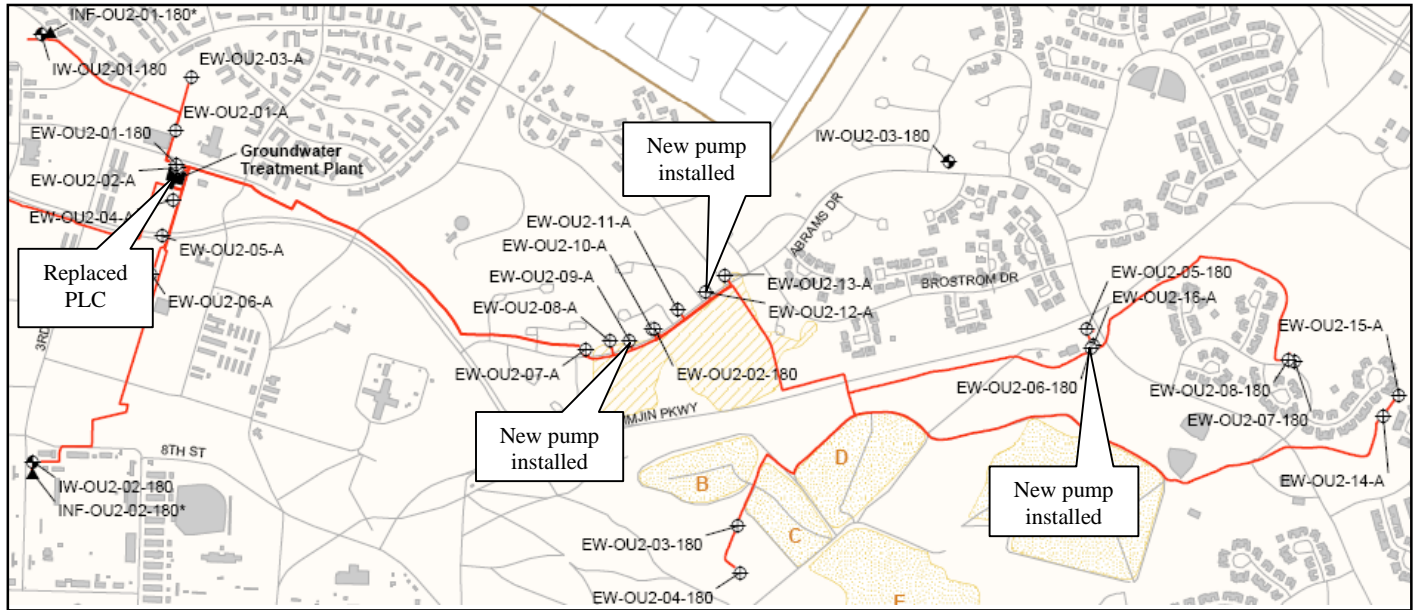 INF-OU2-01-180*
IW-OU2-01-180
EW-OU2-03-A
EW-OU2-01-A
EW-OU2-01-180
Groundwater
Treatment Plant
EW-OU2-02-A
EW-OU2-04-A
EW-OU2-05-A
Replaced
PLC
EW-OU2-06-A
3RD
8TH ST
IW-OU2-02-180
INF-OU2-02-180*
New pump
installed
IW-OU2-03-180
EW-OU2-11-A
EW-OU2-10-A
EW-OU2-09-A
EW-OU2-08-A
EW-OU2-07-A
ABRAMS DR
BROSTROM DR
EW-OU2-13-A
EW-OU2-12-A
EW-OU2-02-180
IMJIN PKWY
New pump
installed
EW-OU2-05-180
EW-OU2-16-A
EW-OU2-15-A
EW-OU2-06-180
EW-OU2-08-180
EW-OU2-07-180
EW-OU2-14-A
New pump
installed
B
D
C
EW-OU2-03-180
EW-OU2-04-180